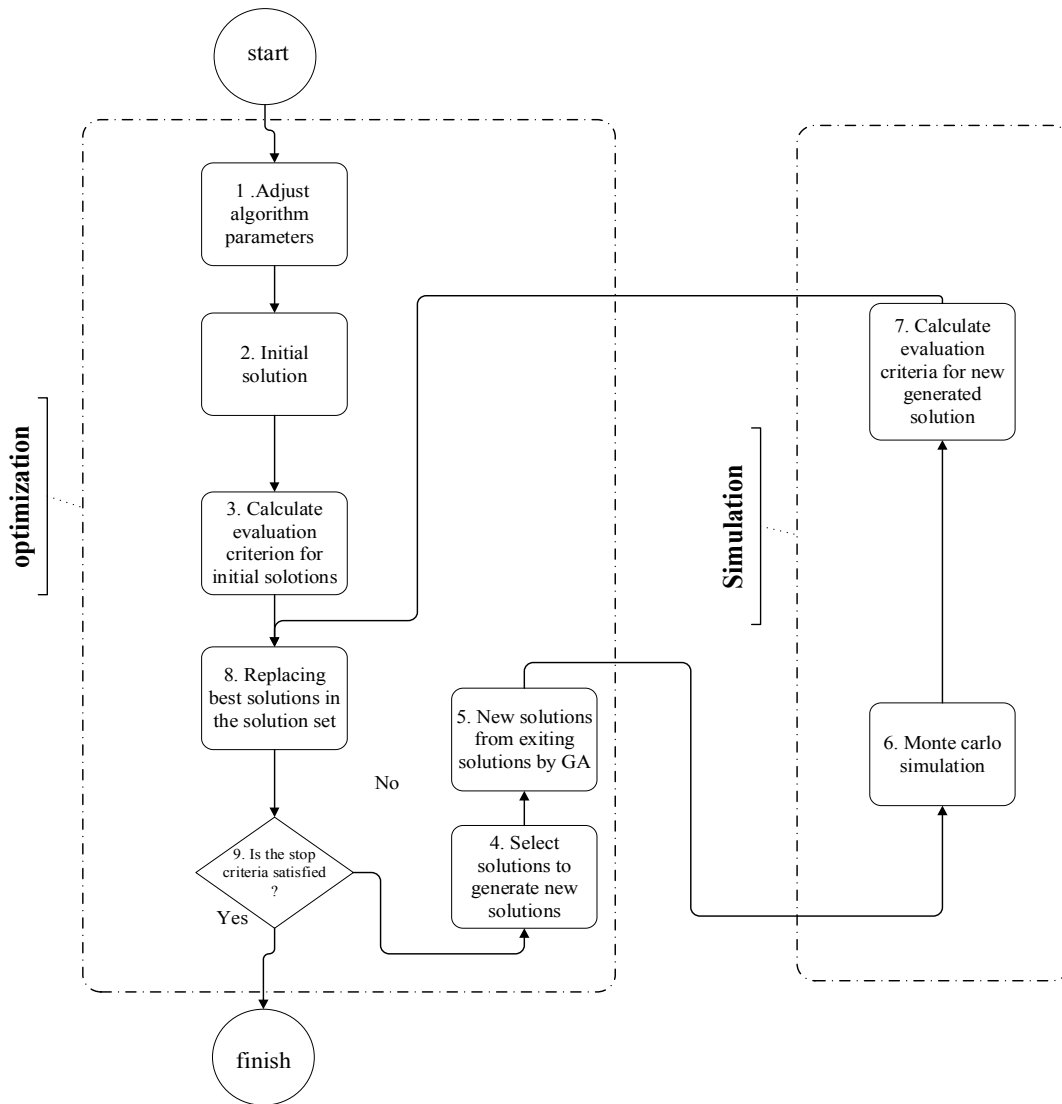 start
1 .Adjust
algorithm
parameters
2. Initial
solution
3. Calculate
evaluation
criterion for
initial solotions
8. Replacing
best solutions in
the solution set
9. Is the stop
criteria satisfied
?
Yes
finish
No
4. Select
solutions to
generate new
solutions
5. New solutions
from exiting
solutions by GA
6. Monte carlo
simulation
7. Calculate
evaluation
criteria for new
generated
solution
optimization
Simulation